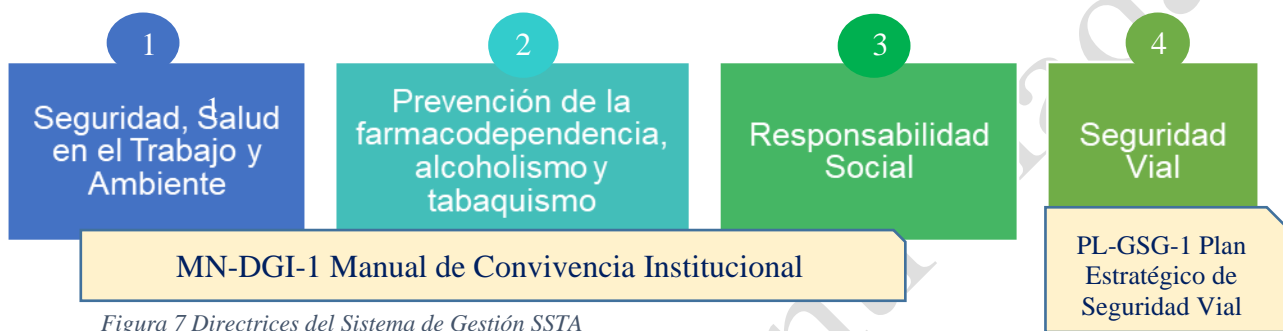 1
2
3
4
Seguridad, Salud
en el Trabajo y
Ambiente
1
Prevención de la
farmacodependencia,
alcoholismo y
tabaquismo
Responsabilidad
Social
Seguridad
Vial
MN-DGI-1 Manual de Convivencia Institucional
PL-GSG-1 Plan
Estratégico de
Seguridad Vial
Figura 7 Directrices del Sistema de Gestión SSTA